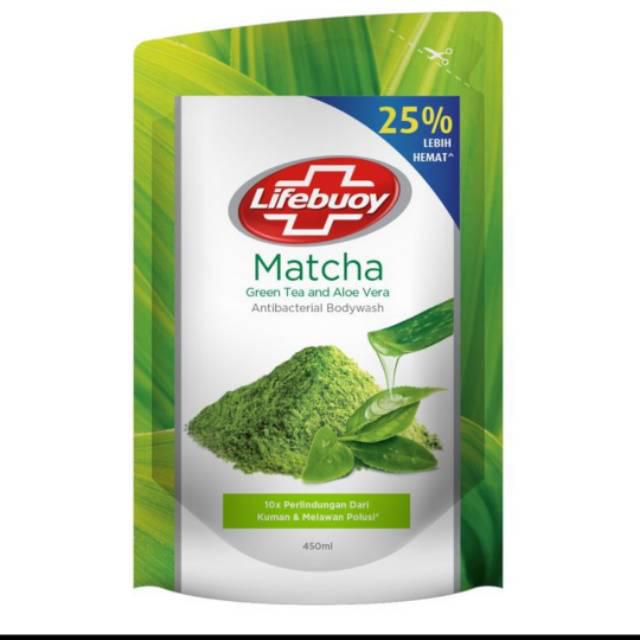 25%
LEBIH
HEMAT^
Lifebuoy
Matcha
Green Tea and Aloe Vera
Antibacterial Bodywash
10x Perlindungan Dari
Kuman & Melawan Polusi*
450ml